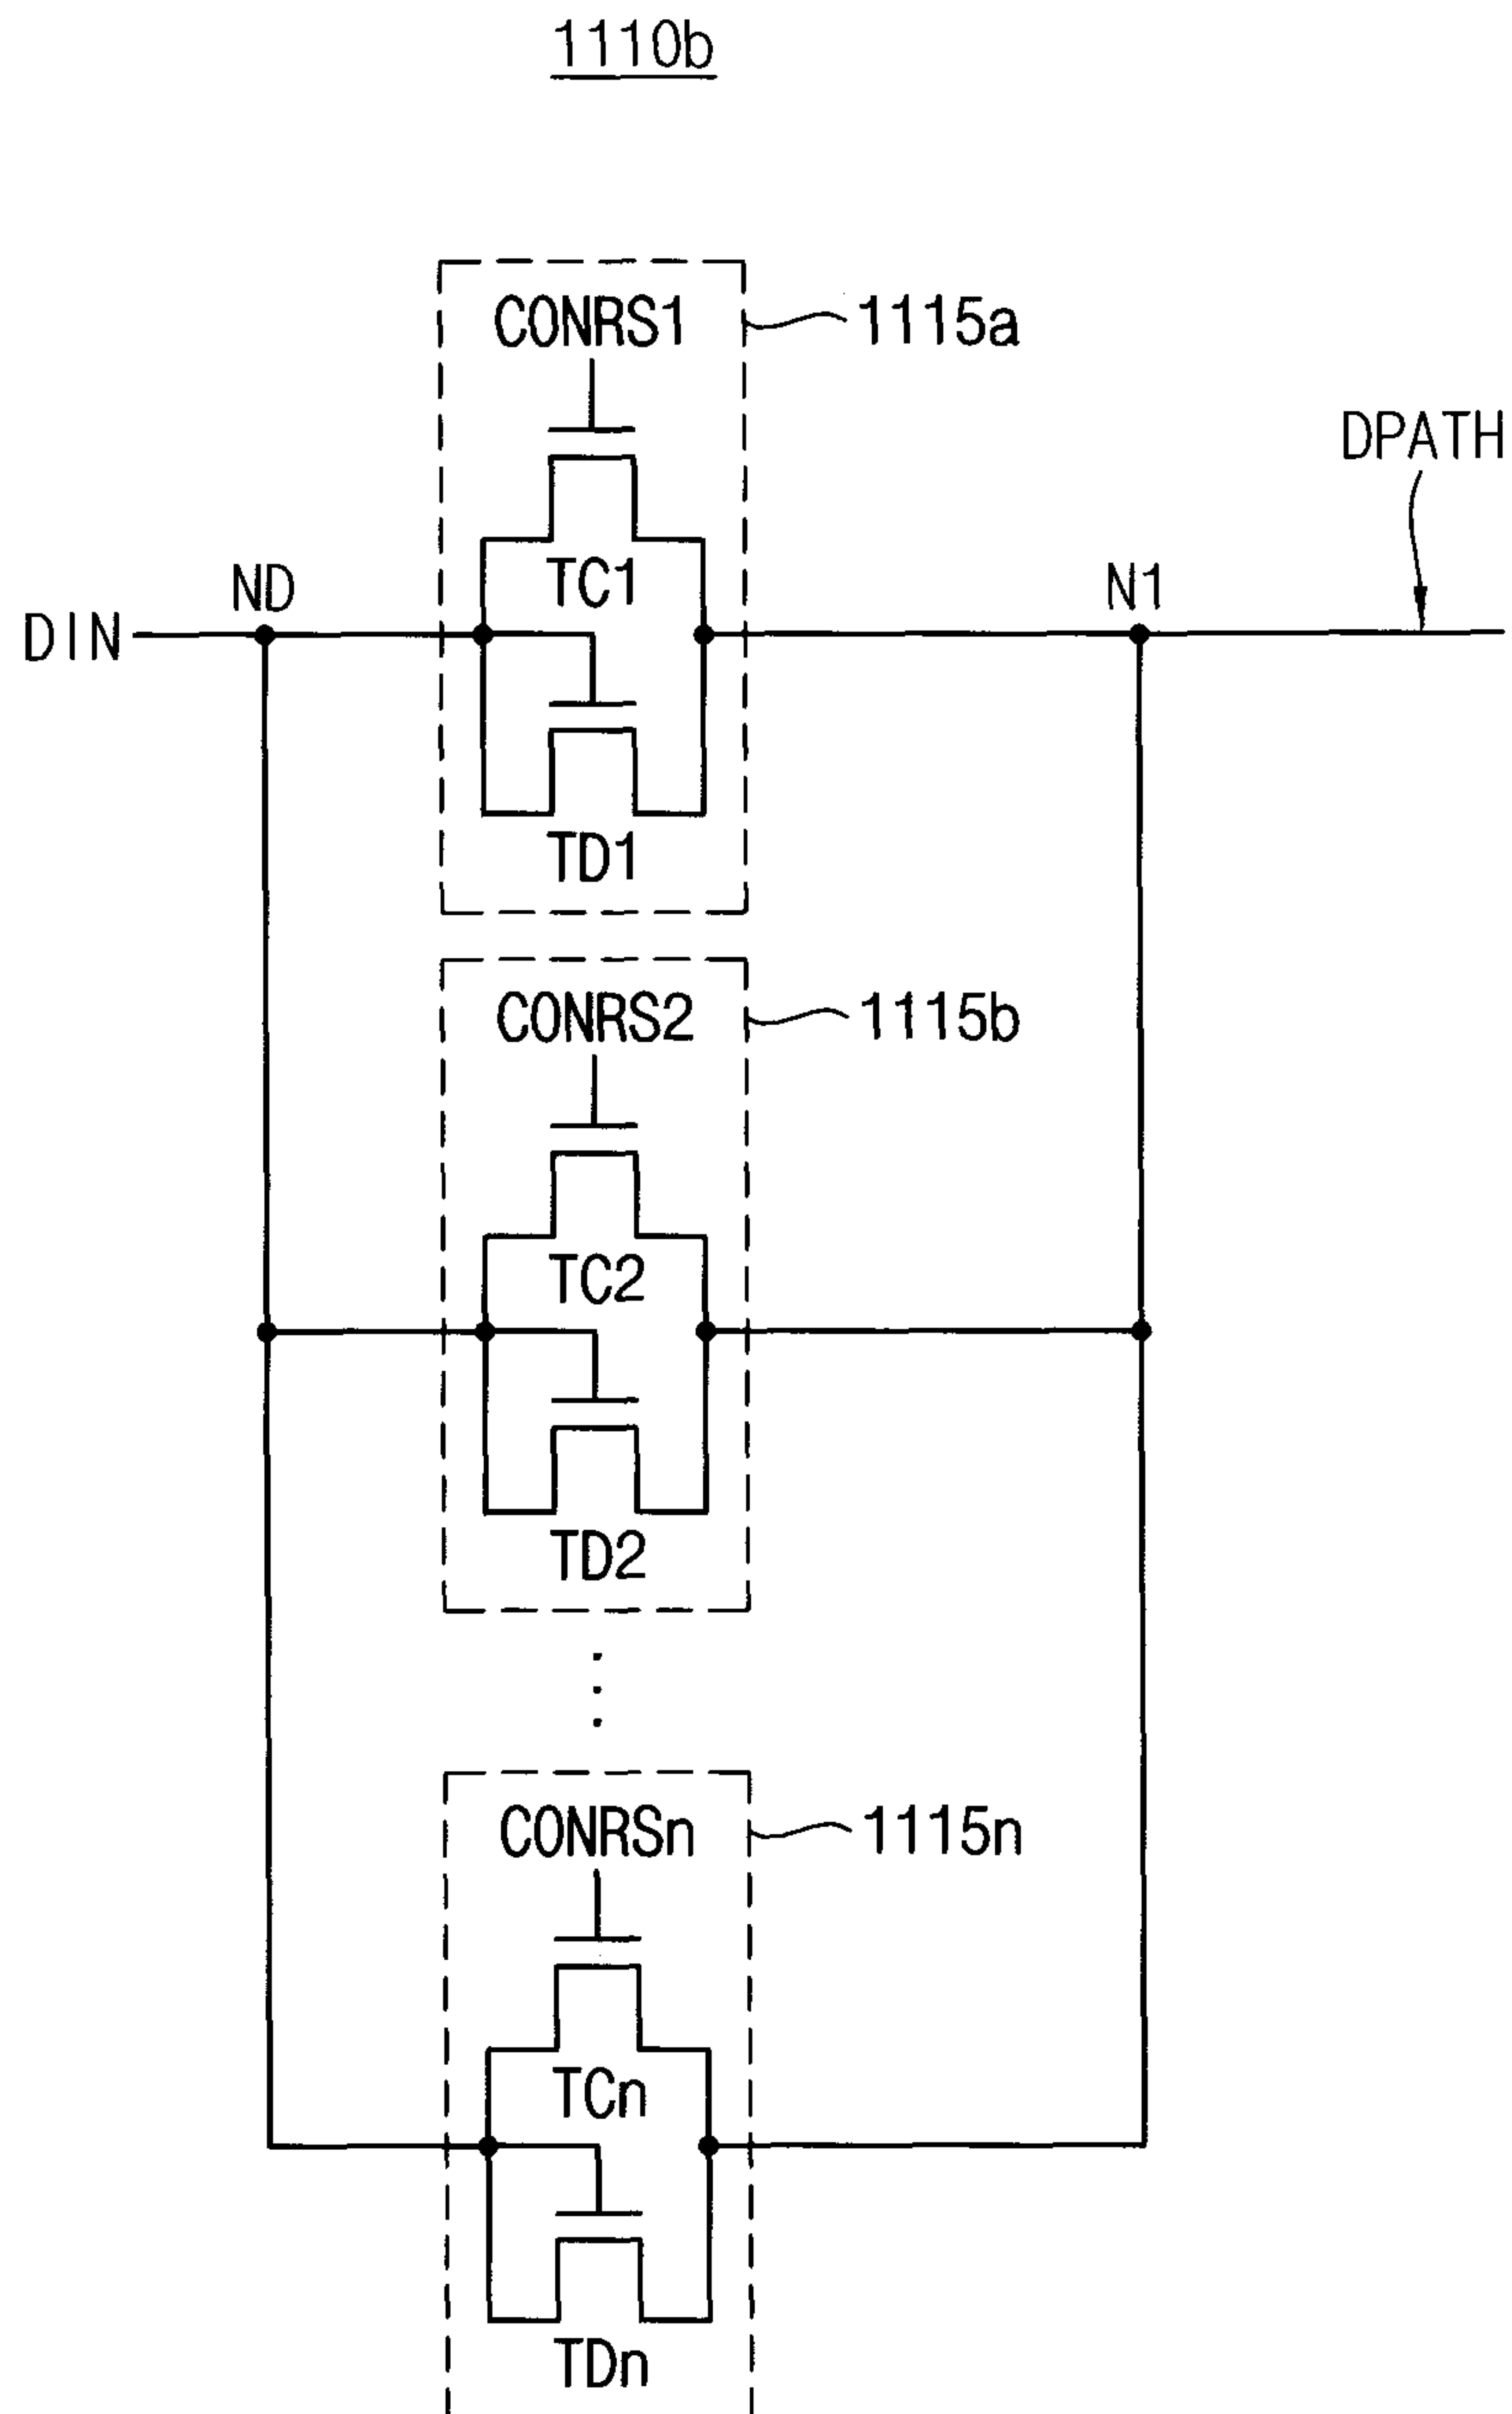 1110b
CONRS1
1115a
DPATH
TC1
ND
N1
DIN
TD1
CONRS2
1115b
TC2
TD2
CONRSn
1115n
TCn
TDn